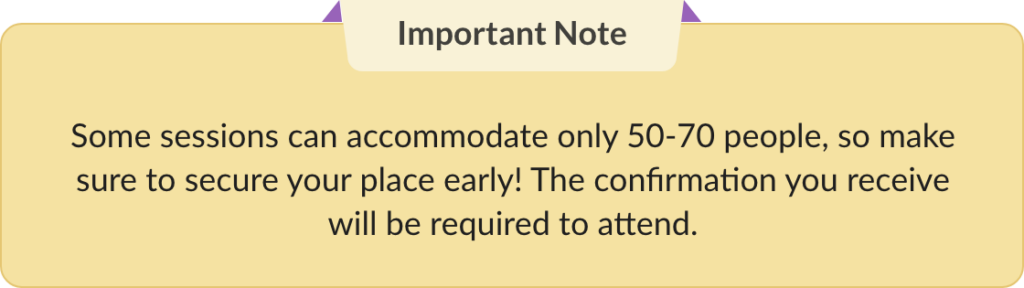 Important Note
Some sessions can accommodate only 50-70 people, so make
sure to secure your place early! The confirmation you receive
will be required to attend.